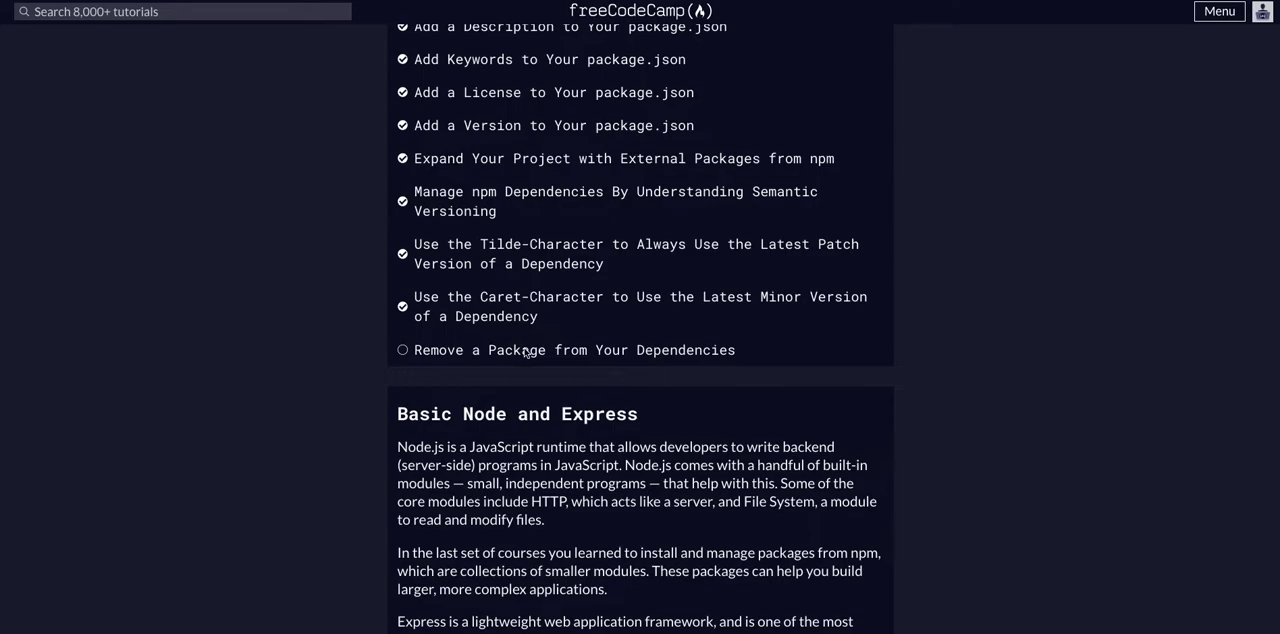 Search 8,000+ tutorials
freeCodeCamp
Menu
Add a Description to Your package.json
Add Keywords to Your package.json
Add a License to Your package.json
Add a Version to Your package.json
Expand Your Project with External Packages from npm
Manage npm Dependencies By Understanding Semantic
Versioning
Use the Tilde-Character to Always Use the Latest Patch
Version of a Dependency
Use the Caret-Character to Use the Latest Minor Version
of a Dependency
Remove a Package from Your Dependencies
Basic Node and Express
Node.js is a JavaScript runtime that allows developers to write backend
(server-side) programs in JavaScript. Node.js comes with a handful of built-in
modules — small, independent programs — that help with this. Some of the
core modules include HTTP, which acts like a server, and File System, a module
to read and modify files.
In the last set of courses you learned to install and manage packages from npm,
which are collections of smaller modules. These packages can help you build
larger, more complex applications.
Express is a lightweight web application framework, and is one of the most